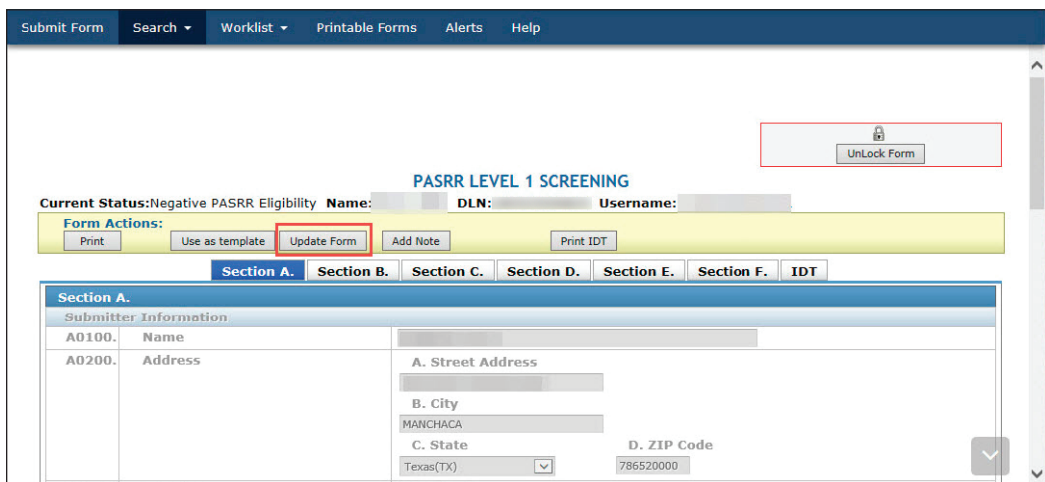 Submit Form Search Worklist Printable Forms Alerts Help
UnLock Form
PASRR LEVEL 1 SCREENING
Current Status:Negative PASRR Eligibility Name: DLN: Username:
Form Actions:
Print Use as template Update Form Add Note Print IDT
Section A. Section B. Section C. Section D. Section E. Section F. IDT
Section A.
Submitter Information
A0100. Name
A0200. Address A. Street Address
B. City
MANCHACA
C. State D. ZIP Code
Texas(TX) 786520000